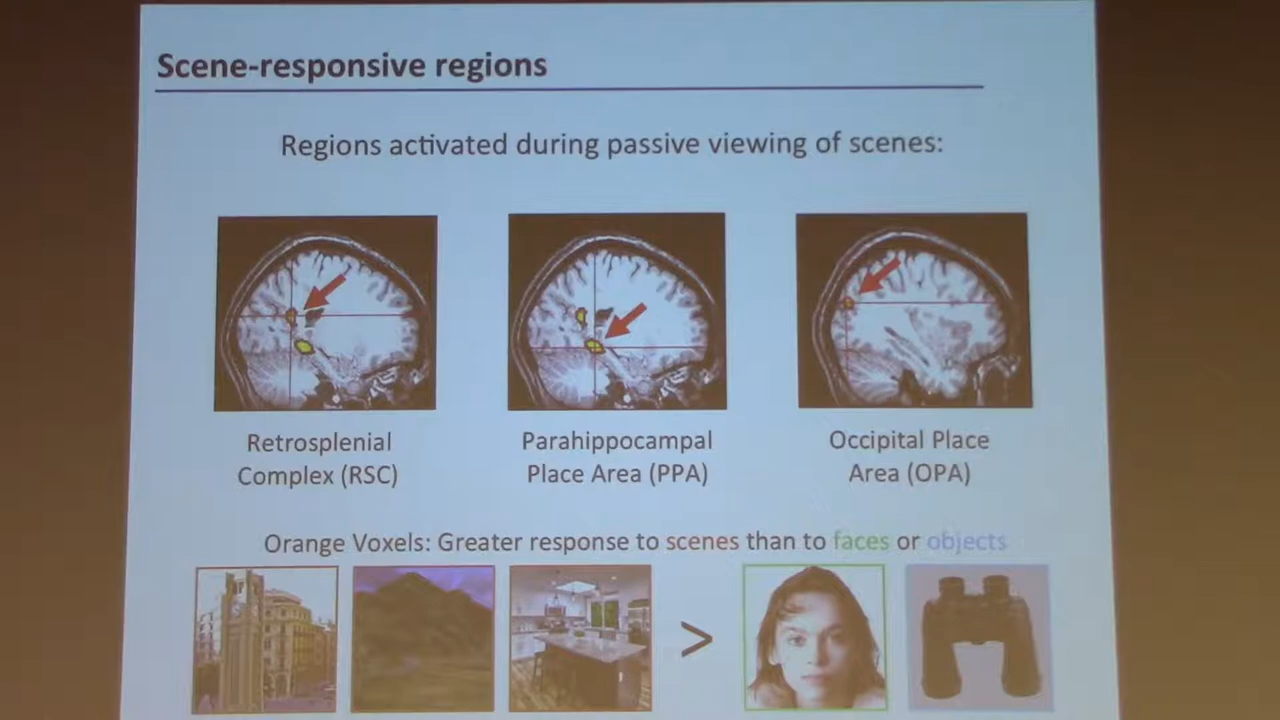 Scene-responsive regions
Regions activated during passive viewing of scenes:
Retrosplenial
Complex (RSC)
Parahippocampal
Place Area (PPA)
Occipital Place
Area (OPA)
Orange Voxels: Greater response to scenes than to faces or objects
>